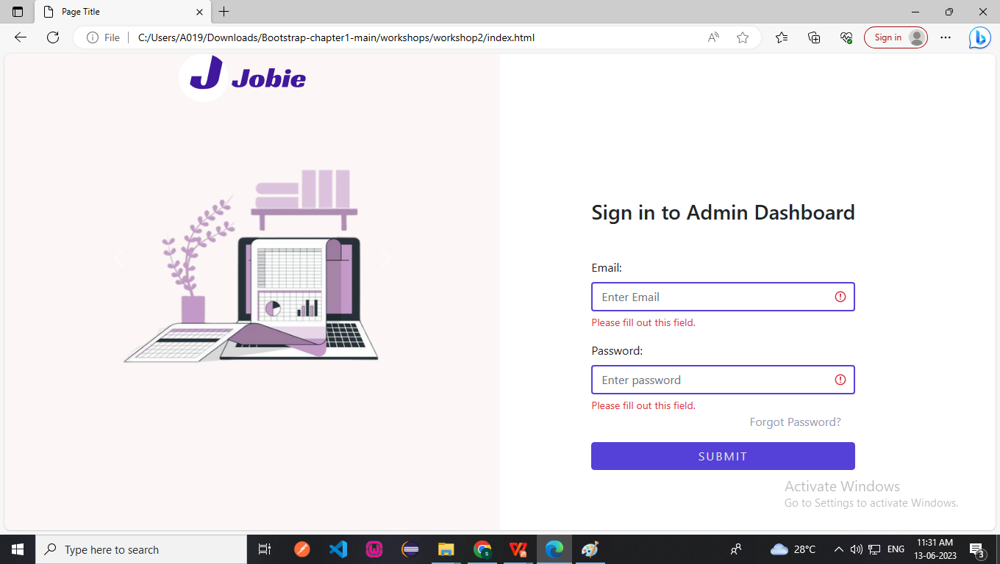 Page Title
File
C:/Users/A019/Downloads/Bootstrap-chapter1-main/workshops/workshop2/index.html
Sign in
J Jobie
Sign in to Admin Dashboard
Email:
Enter Email
Please fill out this field.
Password:
Enter password
Please fill out this field.
Forgot Password?
SUBMIT
Activate Windows
Go to Settings to activate Windows.
Type here to search
28°C
ENG
11:31 AM
13-06-2023
3